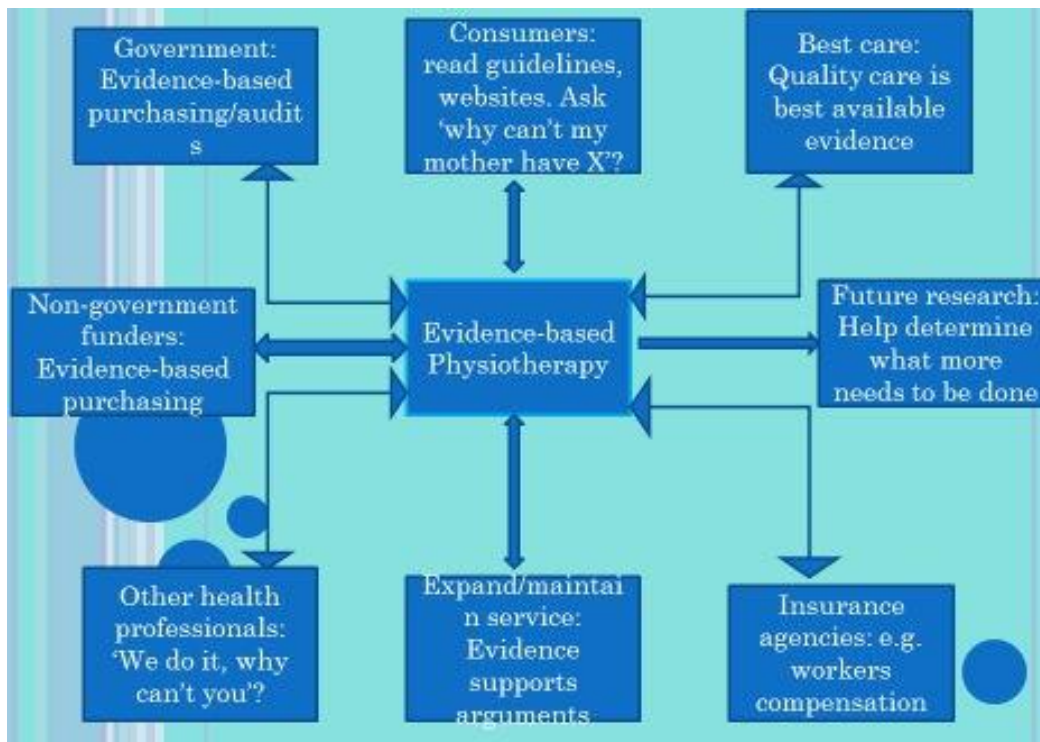 Government:
Evidence-based
purchasing/audit
s
Consumers:
read guidelines,
websites. Ask
‘why can’t my
mother have X’?
Best care:
Quality care is
best available
evidence
Non-government
funders:
Evidence-based
purchasing
Evidence-based
Physiotherapy
Future research:
Help determine
what more
needs to be done
Other health
professionals:
‘We do it, why
can’t you’?
Expand/maintai
n service:
Evidence
supports
arguments
Insurance
agencies: e.g.
workers
compensation